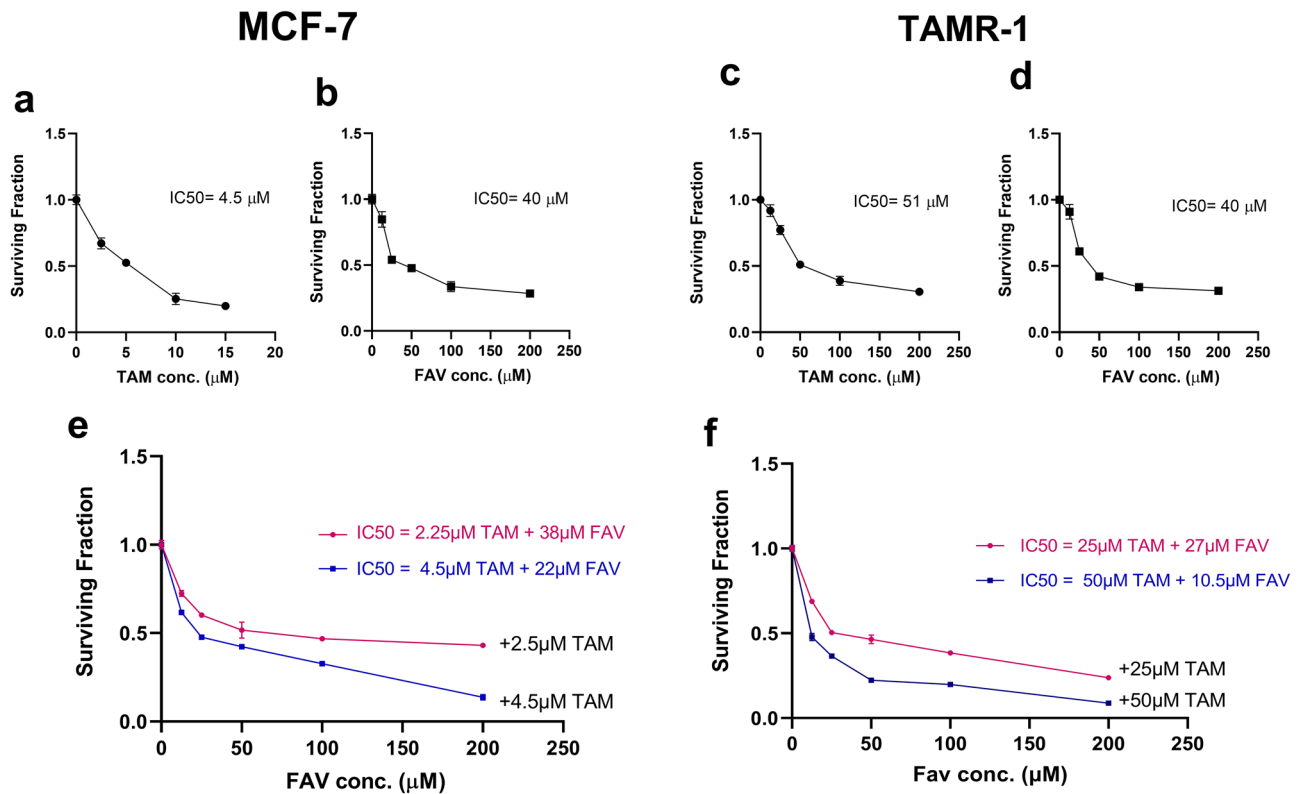 MCF-7
TAMR-1
a
1.5
1.0
0.5
0.0
Surviving Fraction
IC50= 4.5 μM
0 5 10 15 20
TAM conc. (μM)
b
1.5
1.0
0.5
0.0
Surviving Fraction
IC50= 40 μM
0 50 100 150 200 250
FAV conc. (μM)
c
1.5
1.0
0.5
0.0
Surviving Fraction
IC50= 51 μM
0 50 100 150 200 250
TAM conc. (μM)
d
1.5
1.0
0.5
0.0
Surviving Fraction
IC50= 40 μM
0 50 100 150 200 250
FAV conc. (μM)
e
1.5
1.0
0.5
0.0
Surviving Fraction
IC50 = 2.25μM TAM + 38μM FAV
IC50 = 4.5μM TAM + 22μM FAV
+2.5μM TAM
+4.5μM TAM
0 50 100 150 200 250
FAV conc. (μM)
f
1.5
1.0
0.5
0.0
Surviving Fraction
IC50 = 25μM TAM + 27μM FAV
IC50 = 50μM TAM + 10.5μM FAV
+25μM TAM
+50μM TAM
0 50 100 150 200 250
Fav conc. (μM)